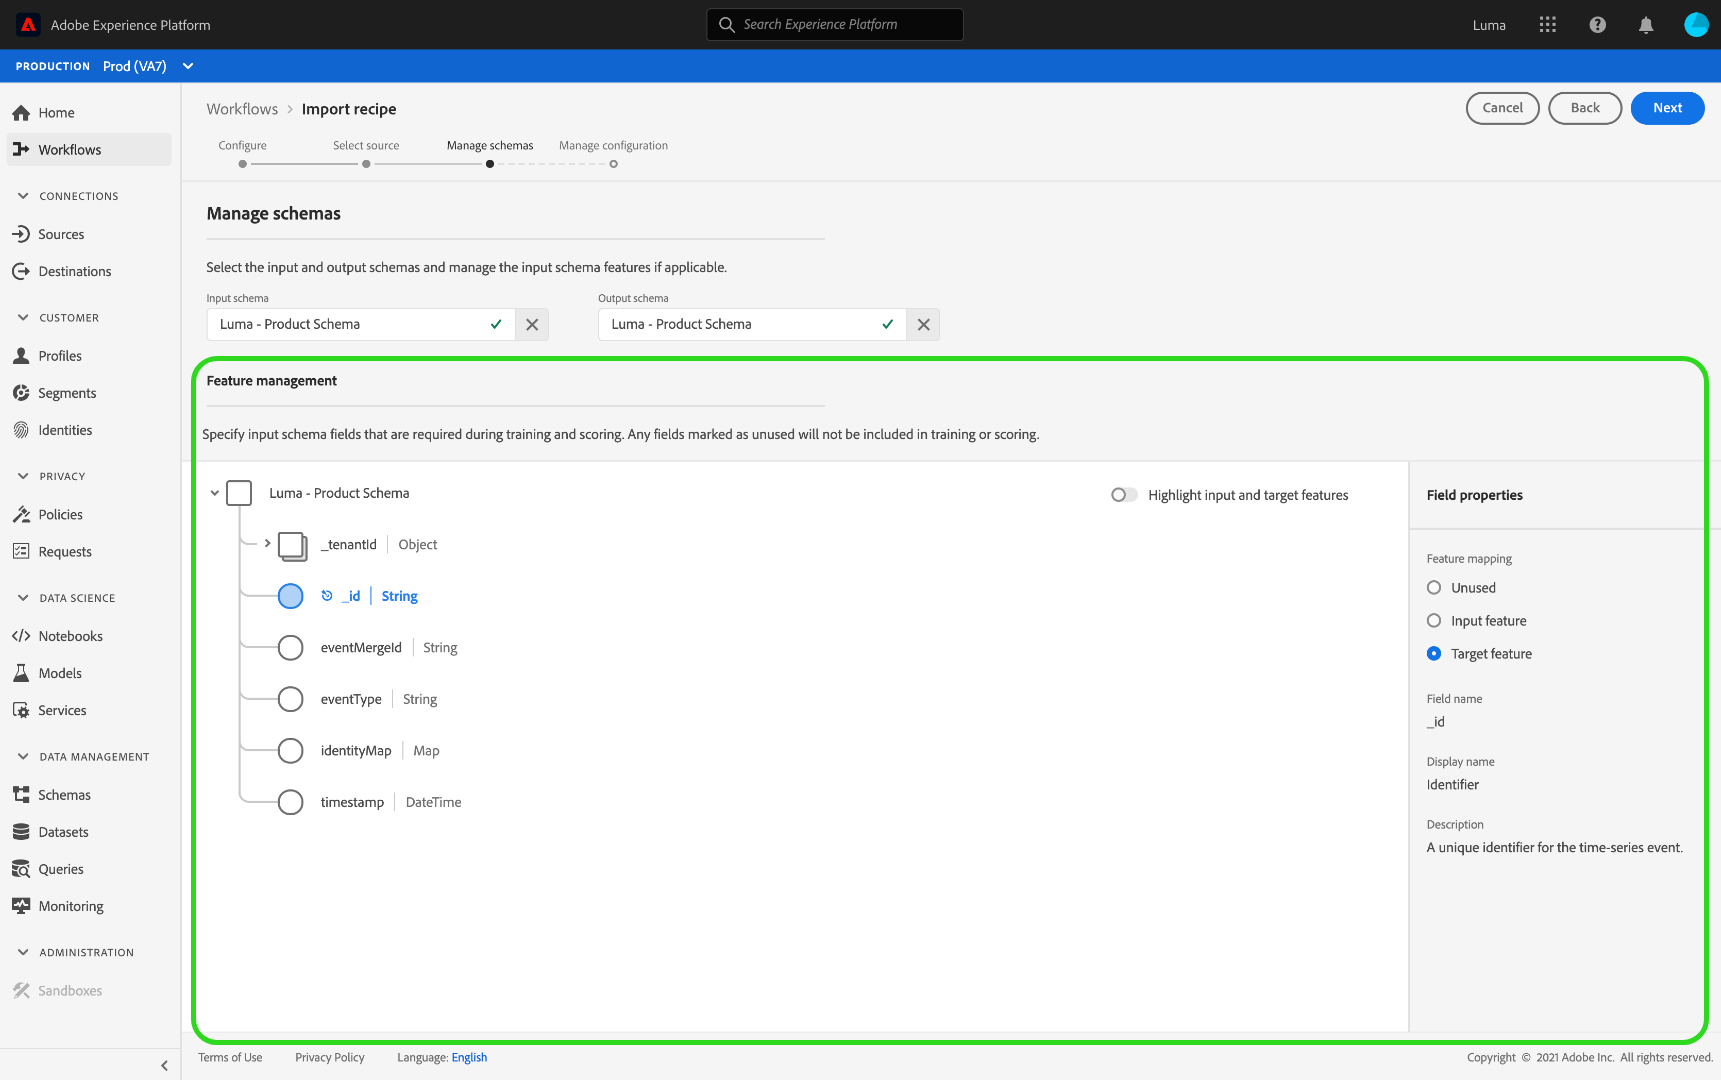 Adobe Experience Platform
Search Experience Platform
Luma
PRODUCTION Prod (VA7)
Home
Workflows
CONNECTIONS
Sources
Destinations
CUSTOMER
Profiles
Segments
Identities
PRIVACY
Policies
Requests
DATA SCIENCE
Notebooks
Models
Services
DATA MANAGEMENT
Schemas
Datasets
Queries
Monitoring
ADMINISTRATION
Sandboxes
Workflows > Import recipe
Cancel
Back
Next
Configure
Select source
Manage schemas
Manage configuration
Manage schemas
Select the input and output schemas and manage the input schema features if applicable.
Input schema
Luma - Product Schema
Output schema
Luma - Product Schema
Feature management
Specify input schema fields that are required during training and scoring. Any fields marked as unused will not be included in training or scoring.
Luma - Product Schema
Highlight input and target features
_tenantId | Object
_id | String
eventMergeId | String
eventType | String
identityMap | Map
timestamp | DateTime
Field properties
Feature mapping
Unused
Input feature
Target feature
Field name
_id
Display name
Identifier
Description
A unique identifier for the time-series event.
Terms of Use
Privacy Policy
Language: English
Copyright © 2021 Adobe Inc. All rights reserved.